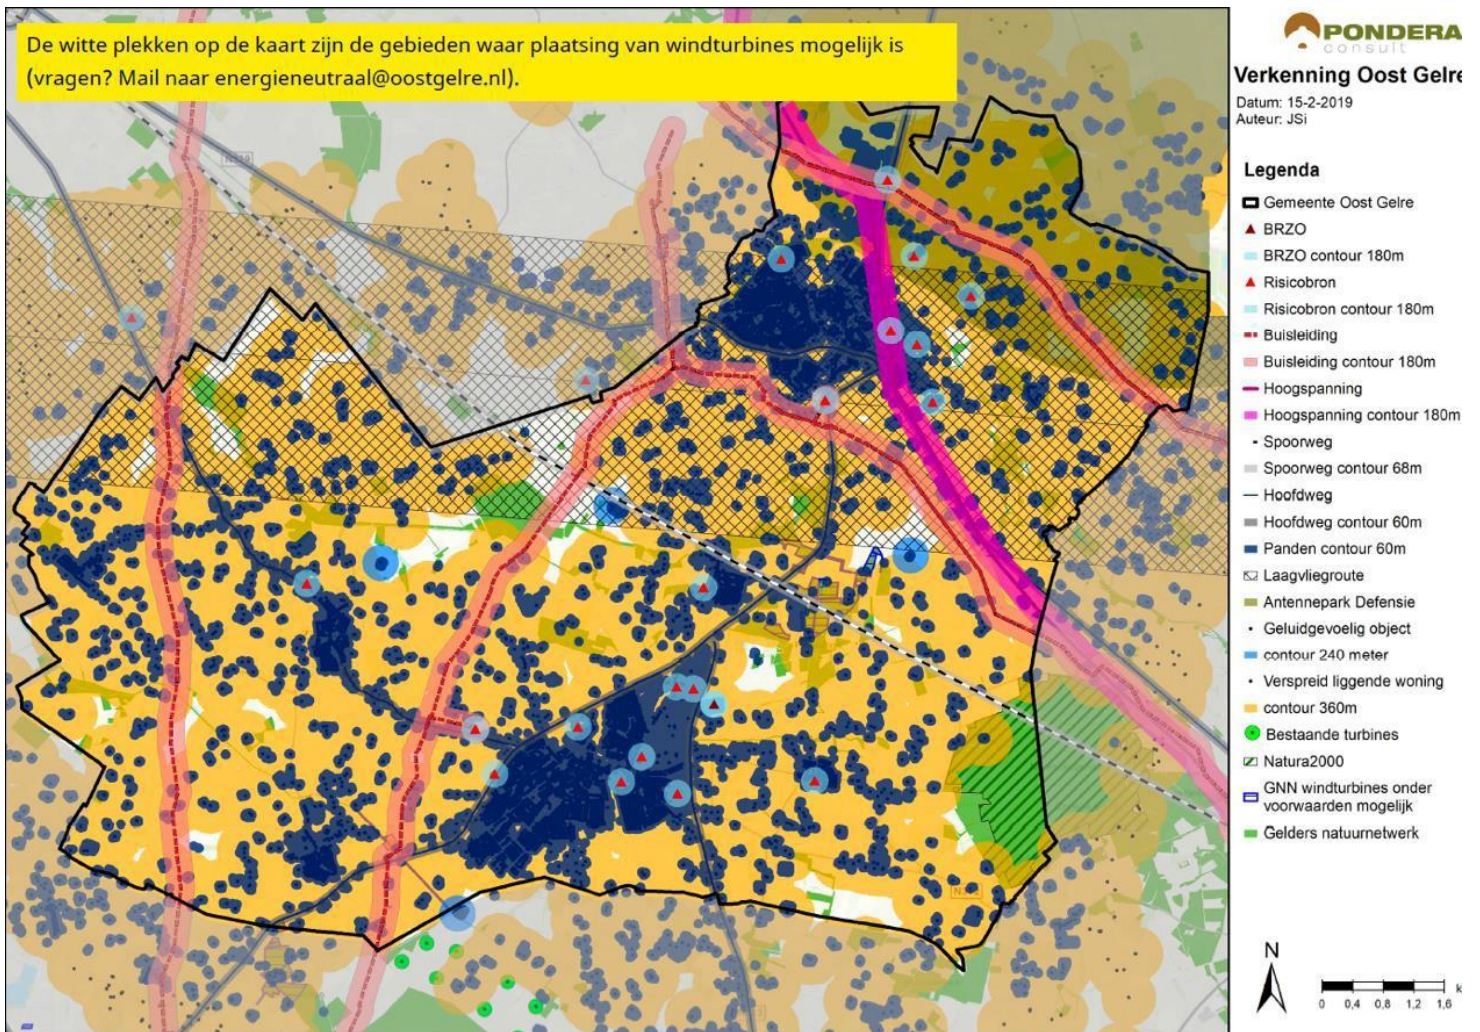 De witte plekken op de kaart zijn de gebieden waar plaatsing van windturbines mogelijk is
(vragen? Mail naar energieneutraal@oostgelre.nl).
PONDERA
consult
Verkenning Oost Gelre
Datum: 15-2-2019
Auteur: JSi
Legenda
Gemeente Oost Gelre
BRZO
BRZO contour 180m
Risicobron
Risicobron contour 180m
Buisleiding
Buisleiding contour 180m
Hoogspanning
Hoogspanning contour 180m
Spoorweg
Spoorweg contour 68m
Hoofdweg
Hoofdweg contour 60m
Panden contour 60m
Laagvliegroute
Antennepark Defensie
Geluidgevoelig object
contour 240 meter
Verspreid liggende woning
contour 360m
Bestaande turbines
Natura2000
GNN windturbines onder
voorwaarden mogelijk
Gelders natuurnetwerk
N
0 0,4 0,8 1,2 1,6 k